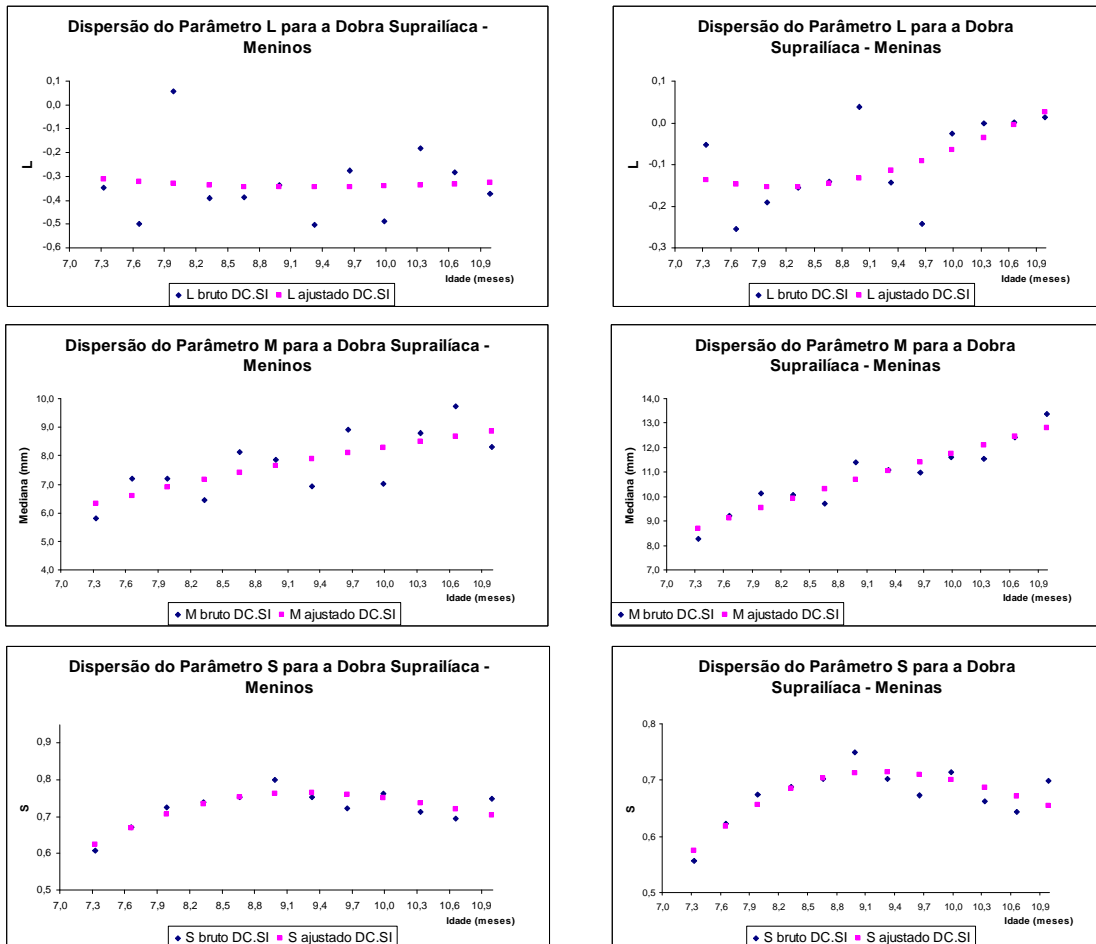 Dispersão do Parâmetro L para a Dobra Suprailíaca -
Meninos
0,1
0,0
-0,1
-0,2
-0,3
-0,4
-0,5
-0,6
L
7,0 7,3 7,6 7,9 8,2 8,5 8,8 9,1 9,4 9,7 10,0 10,3 10,6 10,9
Idade (meses)
L bruto DC.SI L ajustado DC.SI
Dispersão do Parâmetro L para a Dobra
Suprailíaca - Meninas
0,1
0,0
-0,1
-0,2
-0,3
L
7,0 7,3 7,6 7,9 8,2 8,5 8,8 9,1 9,4 9,7 10,0 10,3 10,6 10,9
Idade (meses)
L bruto DC.SI L ajustado DC.SI
Dispersão do Parâmetro M para a Dobra Suprailíaca -
Meninos
10,0
9,0
8,0
7,0
6,0
5,0
4,0
Mediana (mm)
7,0 7,3 7,6 7,9 8,2 8,5 8,8 9,1 9,4 9,7 10,0 10,3 10,6 10,9
Idade (meses)
M bruto DC.SI M ajustado DC.SI
Dispersão do Parâmetro M para a Dobra
Suprailíaca - Meninas
14,0
13,0
12,0
11,0
10,0
9,0
8,0
7,0
Mediana (mm)
7,0 7,3 7,6 7,9 8,2 8,5 8,8 9,1 9,4 9,7 10,0 10,3 10,6 10,9
Idade (meses)
M bruto DC.SI M ajustado DC.SI
Dispersão do Parâmetro S para a Dobra Suprailíaca -
Meninos
0,9
0,8
0,7
0,6
0,5
S
7,0 7,3 7,6 7,9 8,2 8,5 8,8 9,1 9,4 9,7 10,0 10,3 10,6 10,9
Idade (meses)
S bruto DC.SI S ajustado DC.SI
Dispersão do Parâmetro S para a Dobra
Suprailíaca - Meninas
0,8
0,7
0,6
0,5
S
7,0 7,3 7,6 7,9 8,2 8,5 8,8 9,1 9,4 9,7 10,0 10,3 10,6 10,9
Idade (meses)
S bruto DC.SI S ajustado DC.SI